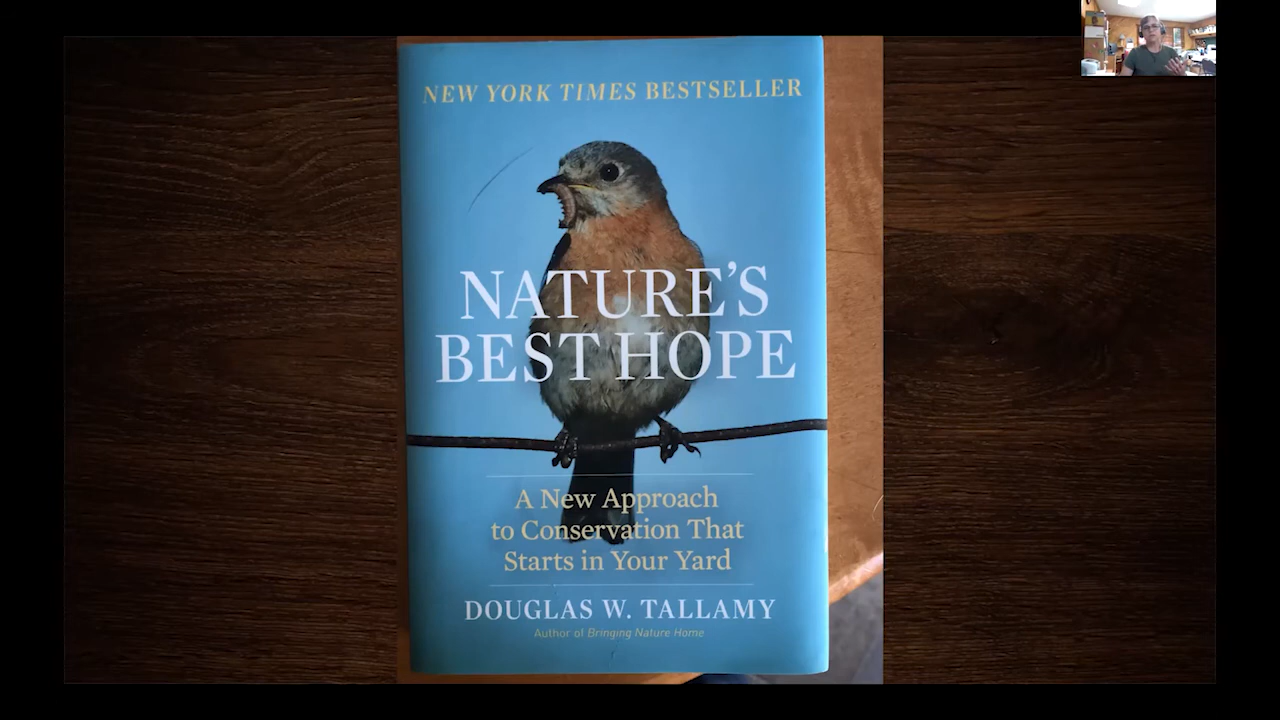 NEW YORK TIMES BESTSELLER
NATURE'S
BEST HOPE
A New Approach
to Conservation That
Starts in Your Yard
DOUGLAS W. TALLAMY
Author of Bringing Nature Home